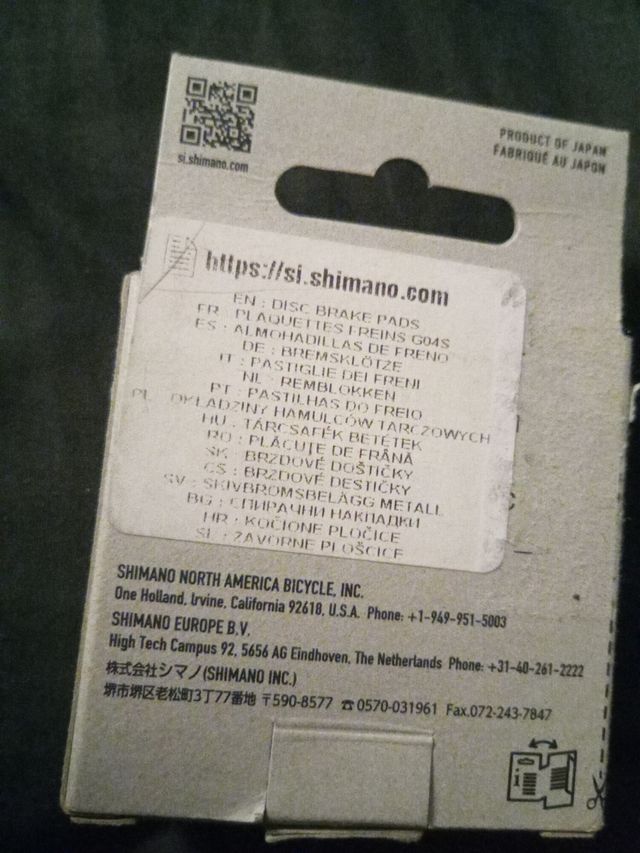 si.shimano.com
PRODUCT OF JAPAN
FABRIQUÉ AU JAPON
https://si.shimano.com
EN : DISC BRAKE PADS
FR : PLAQUETTES FREINS G04S
ES : ALMOHADILLAS DE FRENO
DE : BREMSKLÖTZE
IT : PASTIGLIE DEI FRENI
NL : REMBLOKKEN
PT : PASTILHAS DO FREIO
PL : OKŁADZINY HAMULCÓW TARCZOWYCH
HU : TÁRCSAFÉK BETÉTEK
RO : PLĂCUŢE DE FRÂNĂ
SK : BRZDOVÉ DOŠTIČKY
CS : BRZDOVÉ DESTIČKY
SV : SKIVBROMSBELÄGG METALL
BG : СПИРАЧНИ НАКЛАДКИ
HR : KOČIONE PLOČICE
SL : ZAVORNE PLOŠČICE
SHIMANO NORTH AMERICA BICYCLE, INC.
One Holland, Irvine, California 92618, U.S.A. Phone: +1-949-951-5003
SHIMANO EUROPE B.V.
High Tech Campus 92, 5656 AG Eindhoven, The Netherlands Phone: +31-40-261-2222
株式会社シマノ(SHIMANO INC.)
堺市堺区老松町3丁77番地 〒590-8577 ☎0570-031961 Fax.072-243-7847